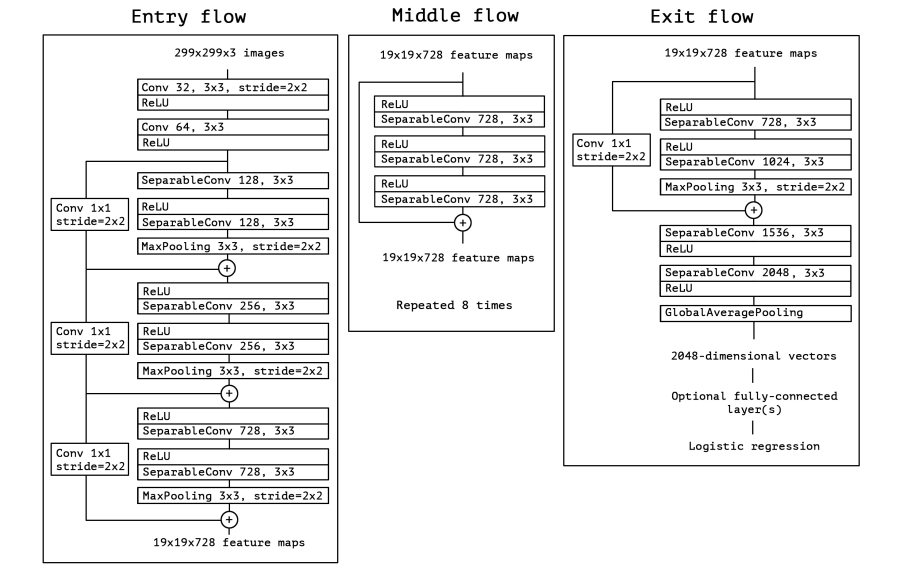 Entry flow
299x299x3 images
Conv 32, 3x3, stride=2x2
ReLU
Conv 64, 3x3
ReLU
SeparableConv 128, 3x3
Conv 1x1
stride=2x2
ReLU
SeparableConv 128, 3x3
MaxPooling 3x3, stride=2x2
+
ReLU
SeparableConv 256, 3x3
Conv 1x1
stride=2x2
ReLU
SeparableConv 256, 3x3
MaxPooling 3x3, stride=2x2
+
ReLU
SeparableConv 728, 3x3
Conv 1x1
stride=2x2
ReLU
SeparableConv 728, 3x3
MaxPooling 3x3, stride=2x2
+
19x19x728 feature maps
Middle flow
19x19x728 feature maps
ReLU
SeparableConv 728, 3x3
ReLU
SeparableConv 728, 3x3
ReLU
SeparableConv 728, 3x3
+
19x19x728 feature maps
Repeated 8 times
Exit flow
19x19x728 feature maps
ReLU
SeparableConv 728, 3x3
Conv 1x1
stride=2x2
ReLU
SeparableConv 1024, 3x3
MaxPooling 3x3, stride=2x2
+
SeparableConv 1536, 3x3
ReLU
SeparableConv 2048, 3x3
ReLU
GlobalAveragePooling
2048-dimensional vectors
Optional fully-connected
layer(s)
Logistic regression